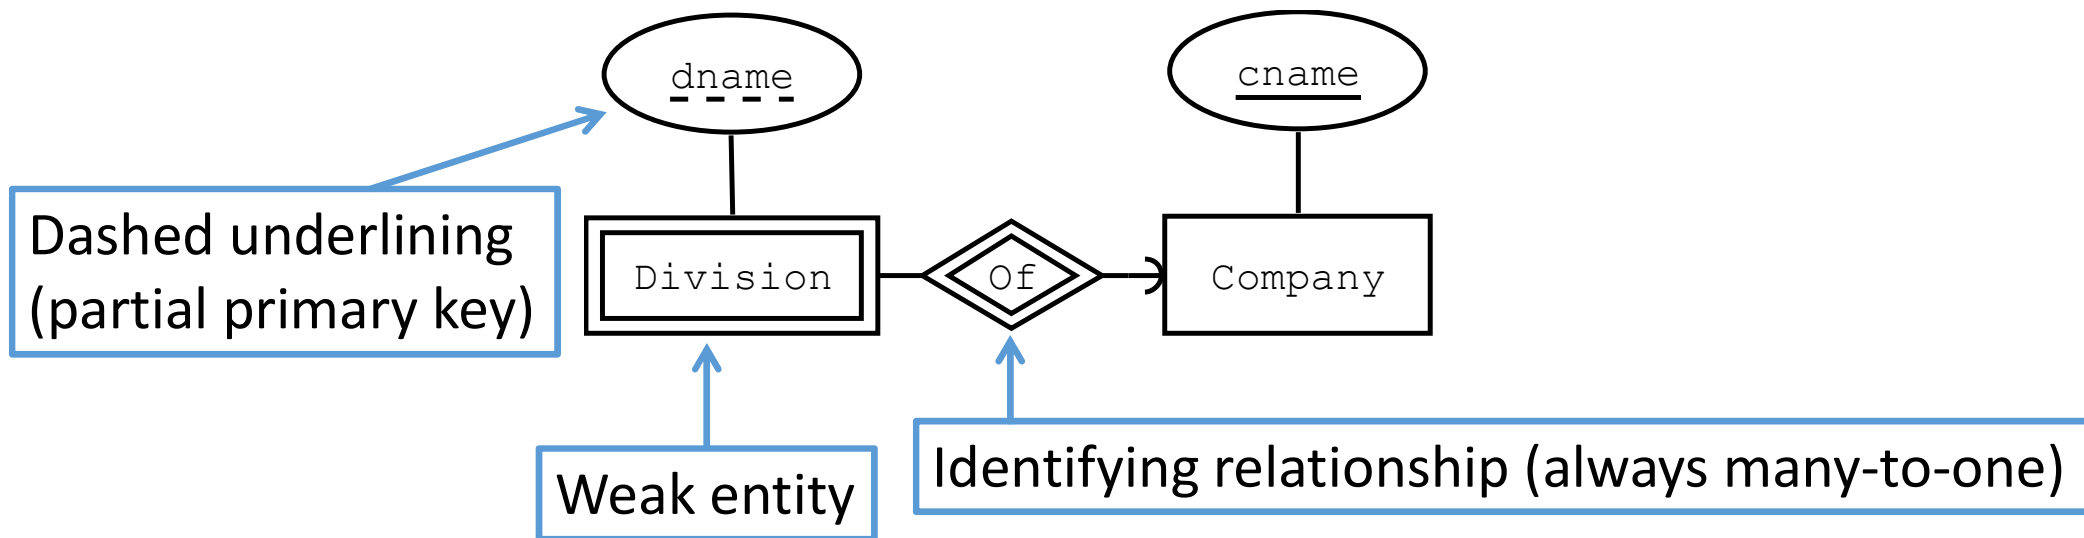 dname
cname
Dashed underlining
(partial primary key)
Division
Of
Company
Weak entity
Identifying relationship (always many-to-one)